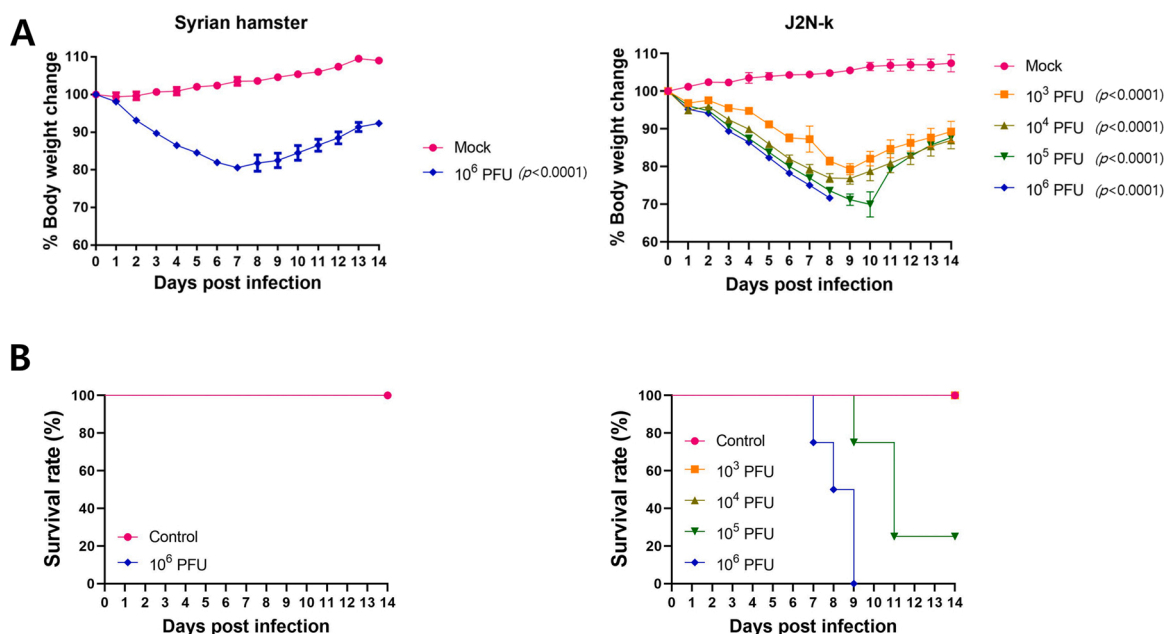 A
Syrian hamster
% Body weight change
110
100
90
80
70
60
0 1 2 3 4 5 6 7 8 9 10 11 12 13 14
Days post infection
Mock
10⁶ PFU (p<0.0001)
J2N-k
% Body weight change
110
100
90
80
70
60
0 1 2 3 4 5 6 7 8 9 10 11 12 13 14
Days post infection
Mock
10³ PFU (p<0.0001)
10⁴ PFU (p<0.0001)
10⁵ PFU (p<0.0001)
10⁶ PFU (p<0.0001)
B
Survival rate (%)
100
80
60
40
20
0
Control
10⁶ PFU
0 1 2 3 4 5 6 7 8 9 10 11 12 13 14
Days post infection
Survival rate (%)
100
80
60
40
20
0
Control
10³ PFU
10⁴ PFU
10⁵ PFU
10⁶ PFU
0 1 2 3 4 5 6 7 8 9 10 11 12 13 14
Days post infection